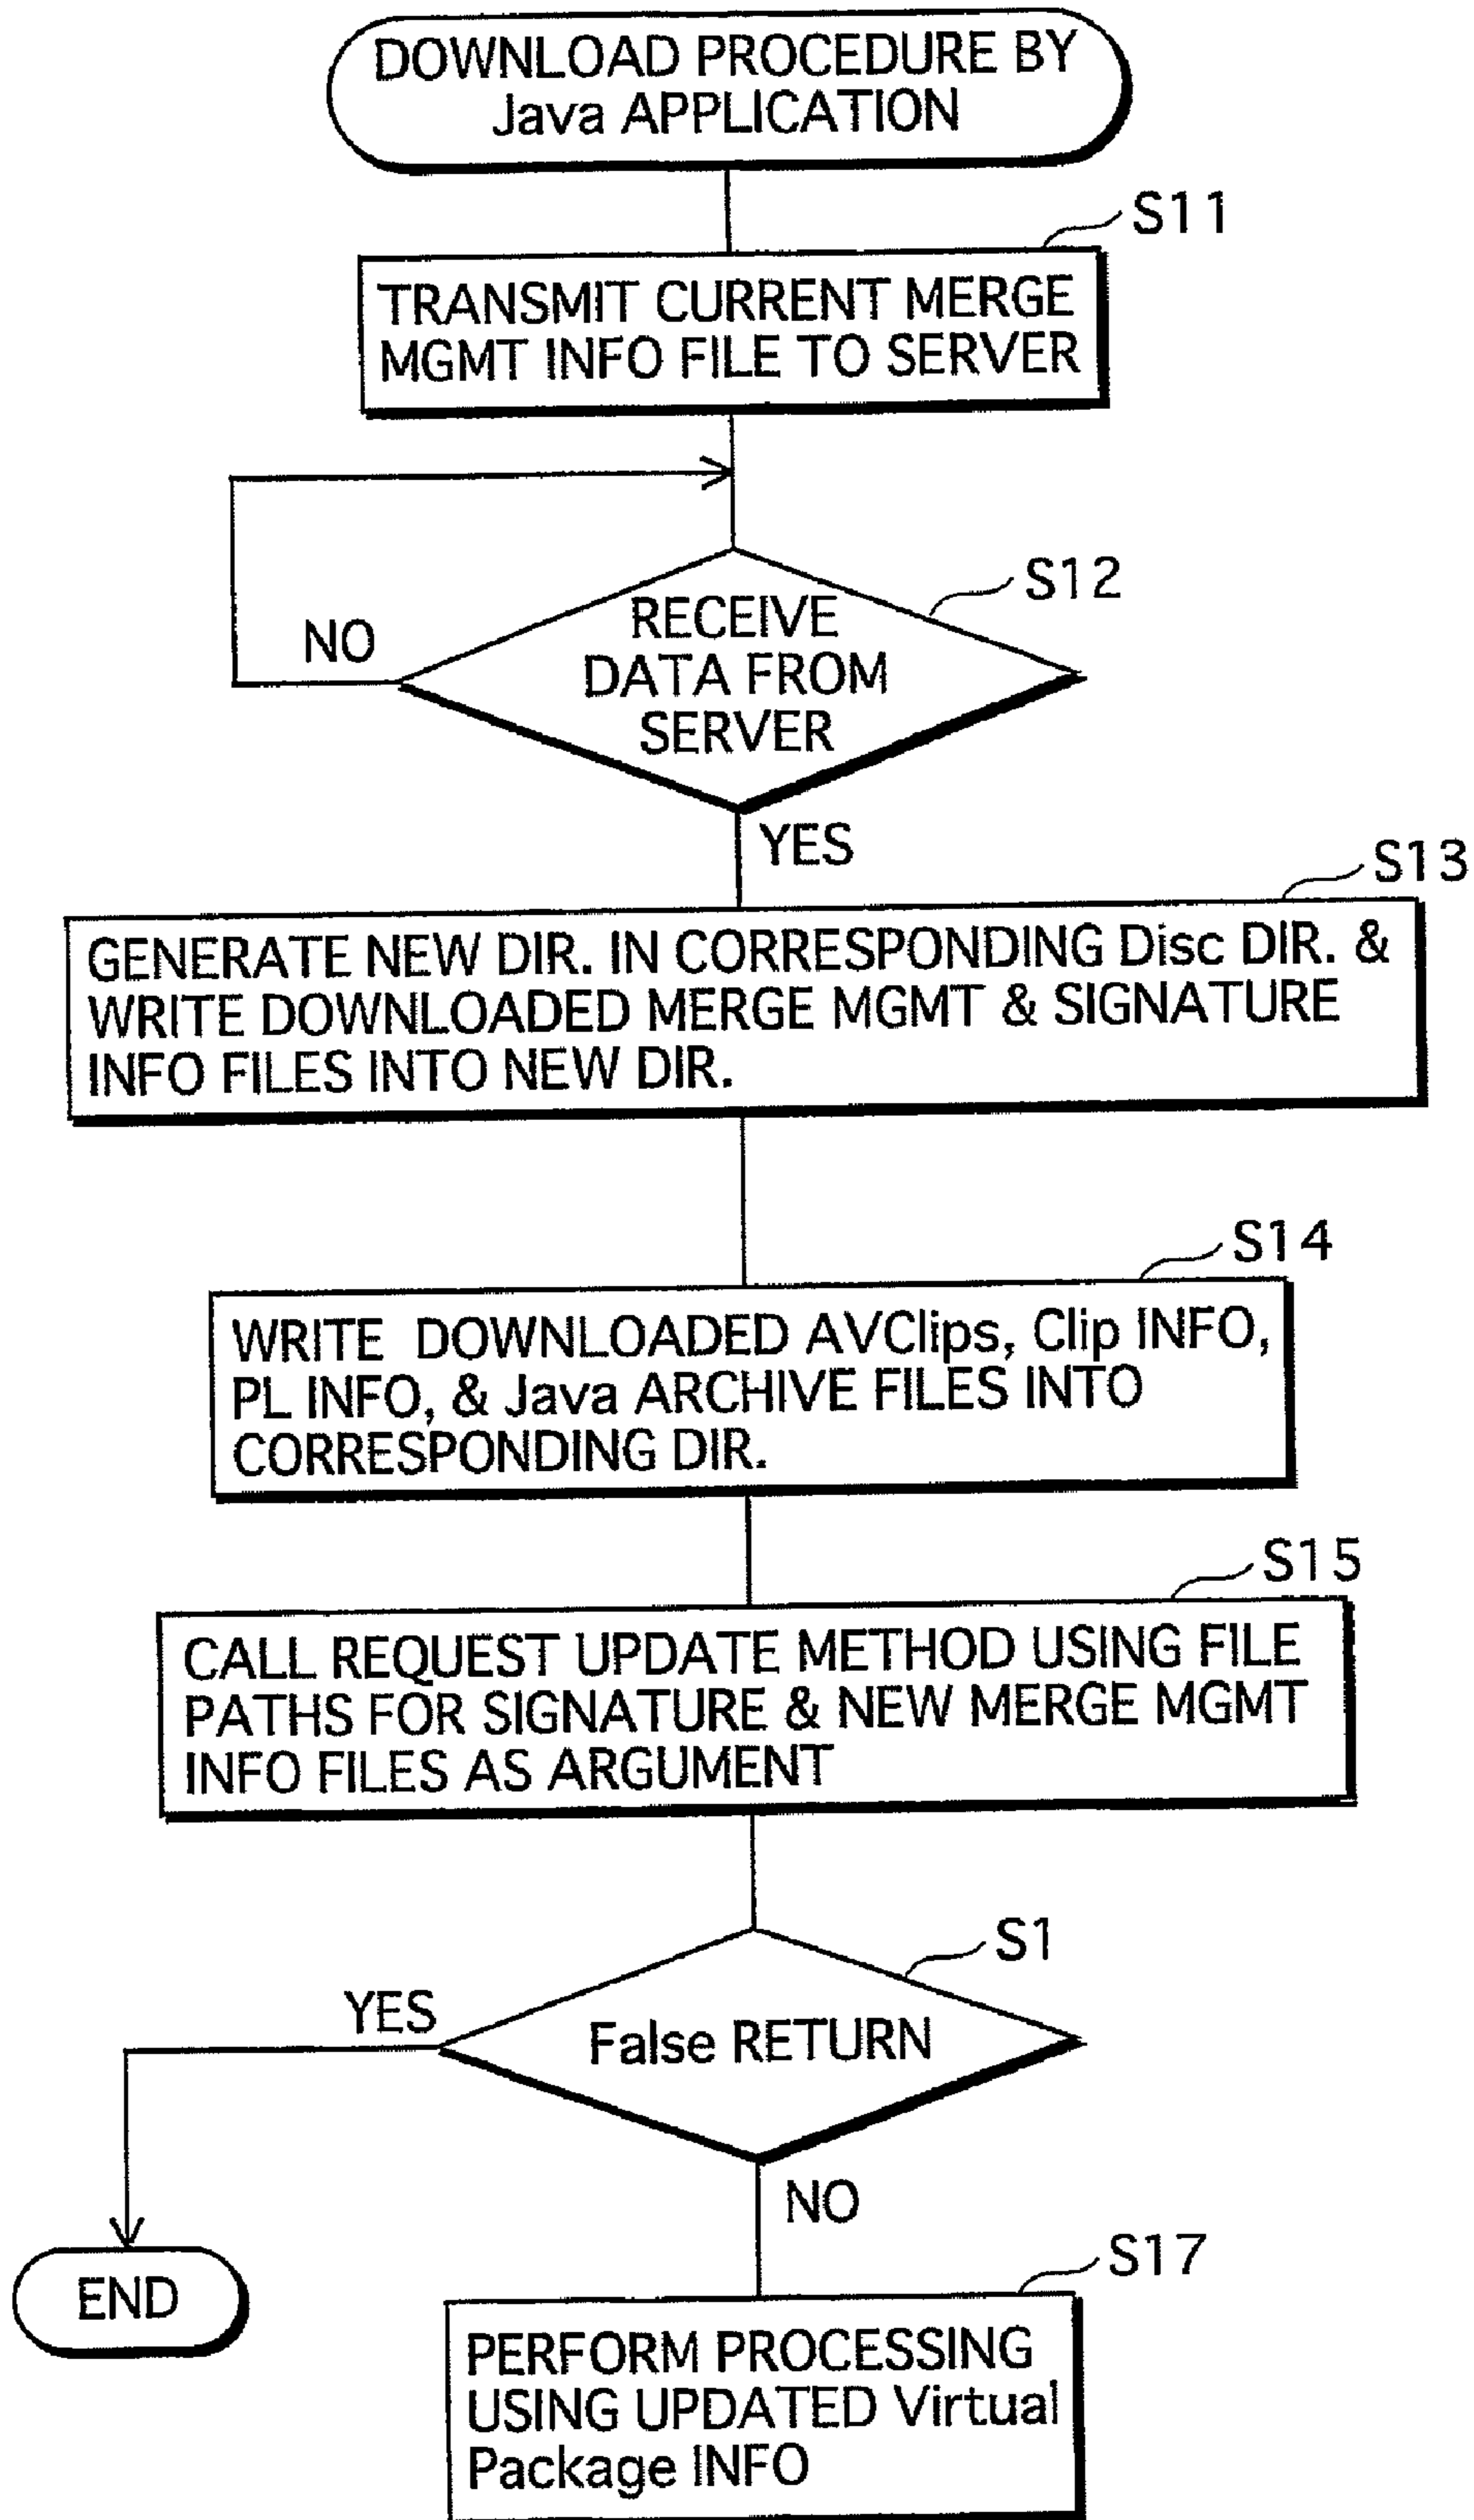 DOWNLOAD PROCEDURE BY
Java APPLICATION
S11
TRANSMIT CURRENT MERGE
MGMT INFO FILE TO SERVER
S12
RECEIVE
DATA FROM
SERVER
NO
YES
S13
GENERATE NEW DIR. IN CORRESPONDING Disc DIR. &
WRITE DOWNLOADED MERGE MGMT & SIGNATURE
INFO FILES INTO NEW DIR.
S14
WRITE DOWNLOADED AVClips, Clip INFO,
PL INFO, & Java ARCHIVE FILES INTO
CORRESPONDING DIR.
S15
CALL REQUEST UPDATE METHOD USING FILE
PATHS FOR SIGNATURE & NEW MERGE MGMT
INFO FILES AS ARGUMENT
S1
False RETURN
YES
NO
END
S17
PERFORM PROCESSING
USING UPDATED Virtual
Package INFO